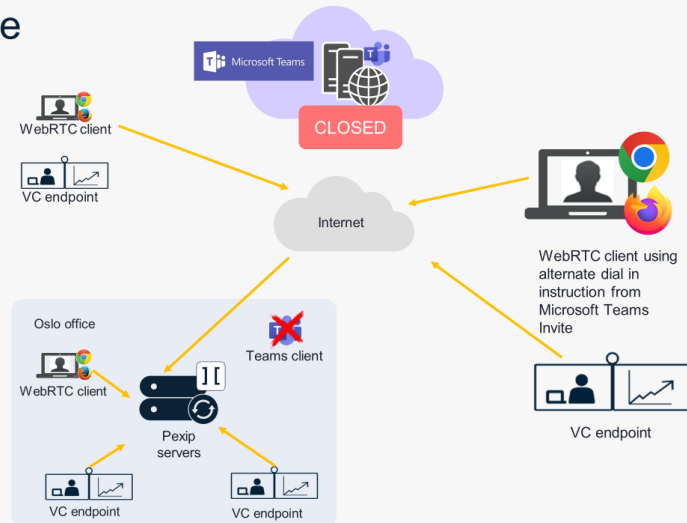 e
Microsoft Teams
CLOSED
WebRTC client
VC endpoint
Internet
WebRTC client using
alternate dial in
instruction from
Microsoft Teams
Invite
VC endpoint
Oslo office
Teams client
WebRTC client
Pexip
servers
VC endpoint
VC endpoint